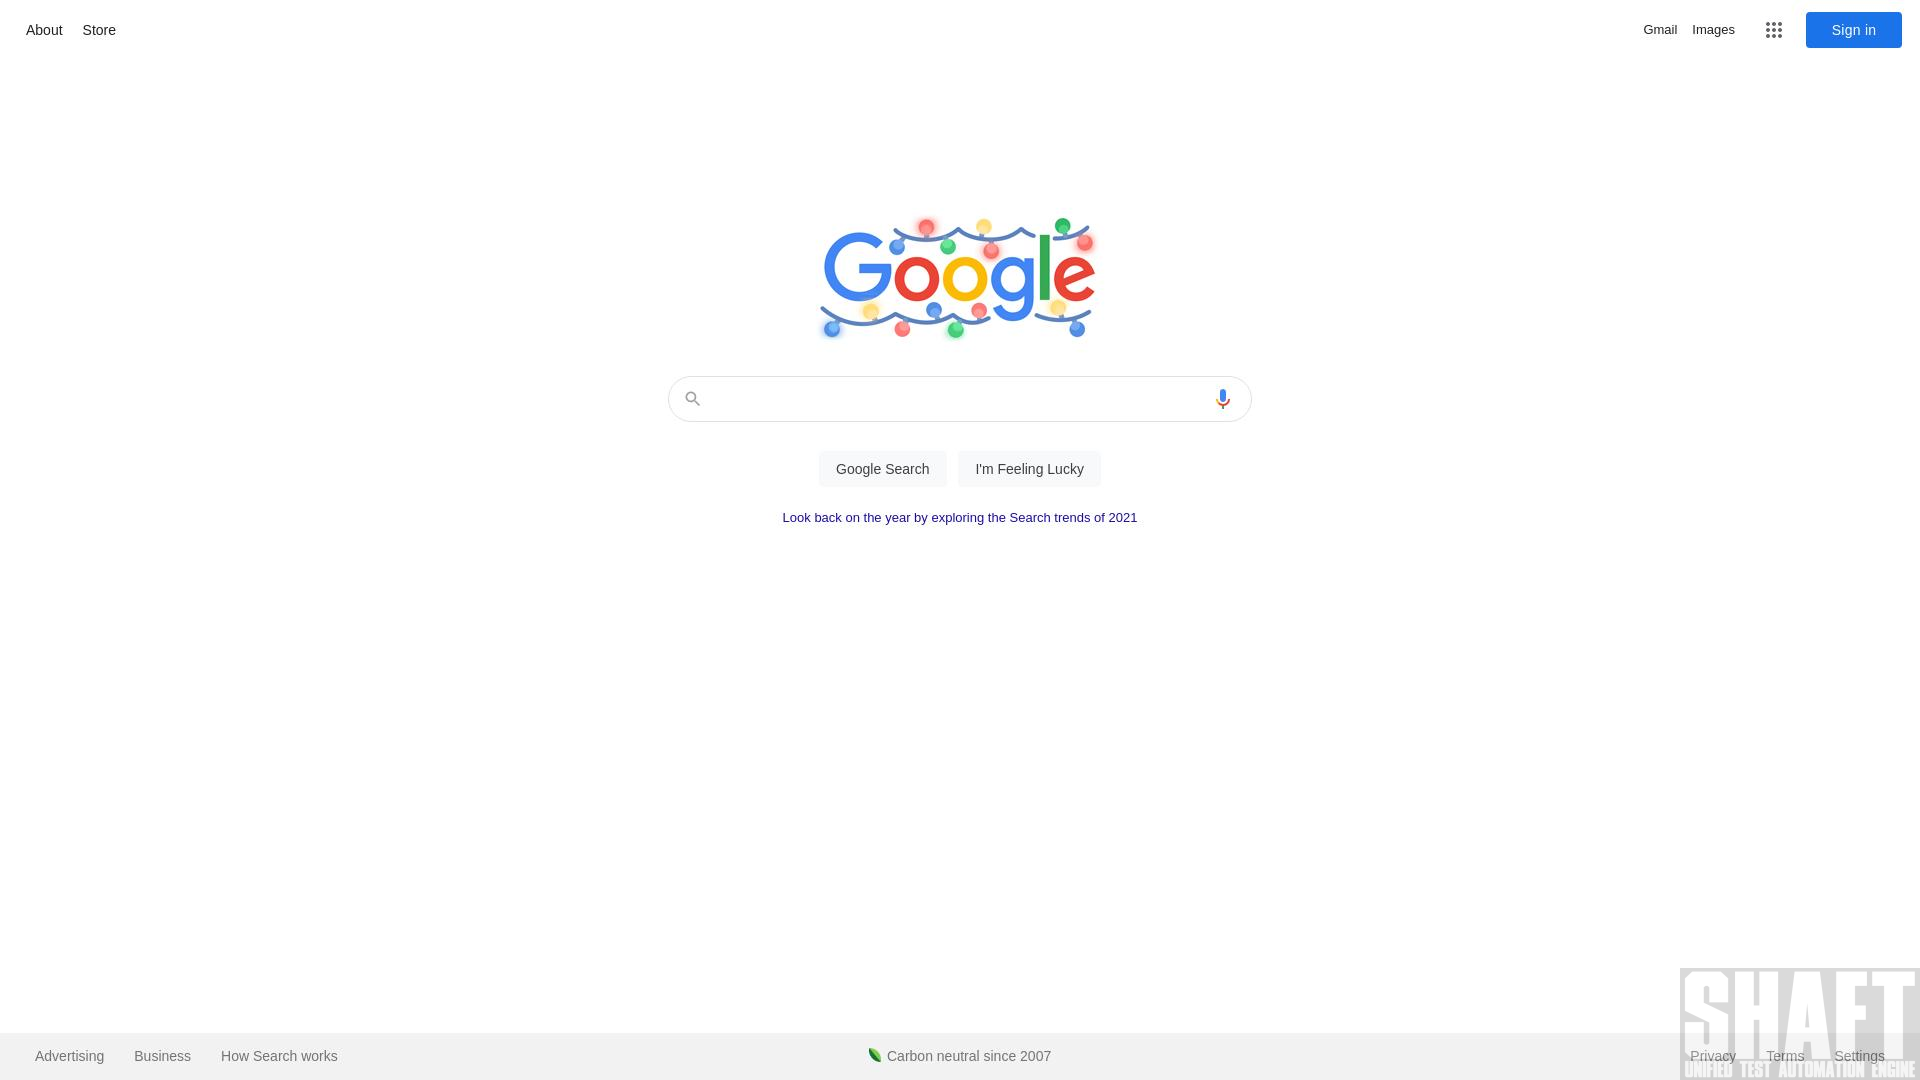 About Store Gmail Images Sign in
Google
Google Search I'm Feeling Lucky
Look back on the year by exploring the Search trends of 2021
Advertising Business How Search works Carbon neutral since 2007 Privacy Terms Settings
SHAFT
UNIFIED TEST AUTOMATION ENGINE